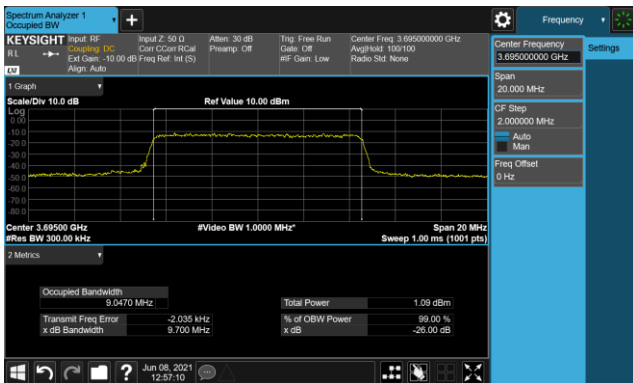 Spectrum Analyzer 1
Occupied BW
Frequency
KEYSIGHT
RL
LXI
Input: RF
Coupling: DC
Ext Gain: -10.00 dB
Align: Auto
Input Z: 50 Ω
Corr CCorr RCal
Freq Ref: Int (S)
Atten: 30 dB
Preamp: Off
Trig: Free Run
Gate: Off
#IF Gain: Low
Center Freq: 3.695000000 GHz
Avg|Hold: 100/100
Radio Std: None
Center Frequency
3.695000000 GHz
Settings
Span
20.000 MHz
CF Step
2.000000 MHz
Auto
Man
Freq Offset
0 Hz
1 Graph
Scale/Div 10.0 dB
Ref Value 10.00 dBm
Log
0.00
-10.0
-20.0
-30.0
-40.0
-50.0
-60.0
-70.0
-80.0
Center 3.69500 GHz
#Video BW 1.0000 MHz*
Span 20 MHz
#Res BW 300.00 kHz
Sweep 1.00 ms (1001 pts)
2 Metrics
Occupied Bandwidth
9.0470 MHz
Total Power 1.09 dBm
Transmit Freq Error -2.035 kHz
% of OBW Power 99.00 %
x dB Bandwidth 9.700 MHz
x dB -26.00 dB
?
Jun 08, 2021
12:57:10